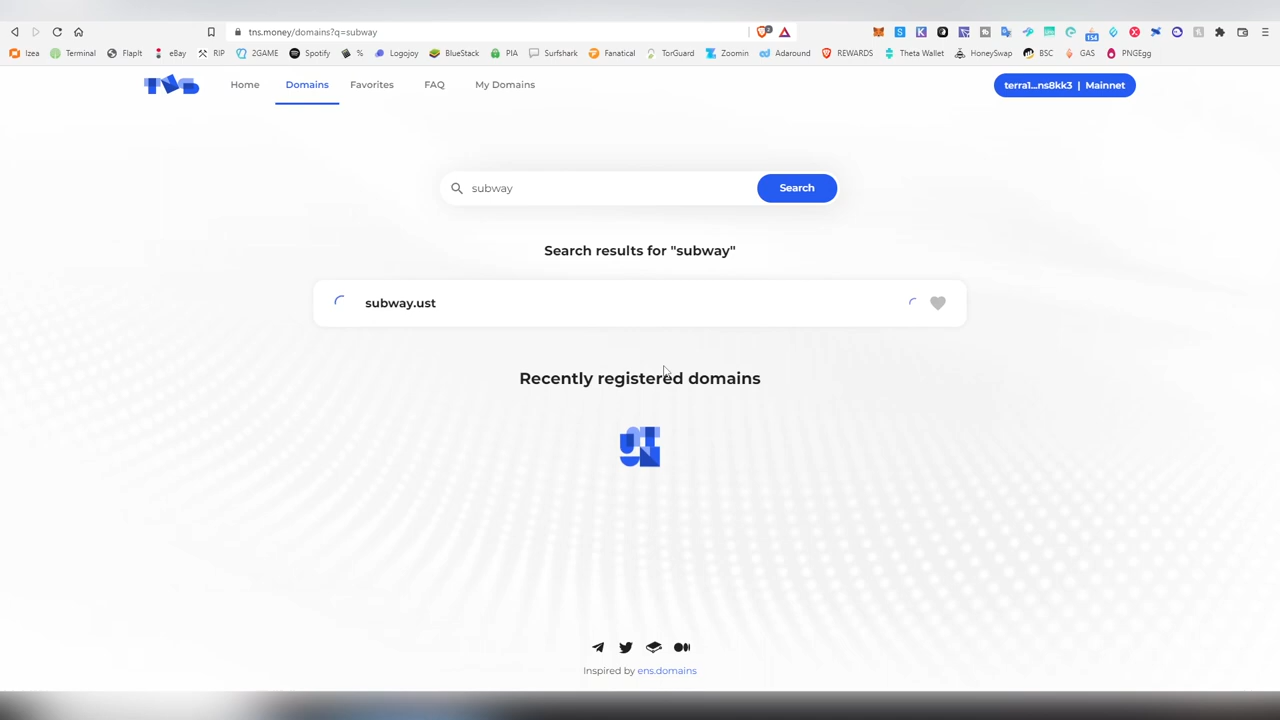 tns.money/domains?q=subway
Izea Terminal FlapIt eBay RIP 2GAME Spotify % Logojoy BlueStack PIA Surfshark Fanatical TorGuard Zoomin Adaround REWARDS Theta Wallet HoneySwap BSC GAS PNGEgg
TNS Home Domains Favorites FAQ My Domains terra1...ns8kk3 | Mainnet
subway Search
Search results for "subway"
subway.ust
Recently registered domains
Inspired by ens.domains